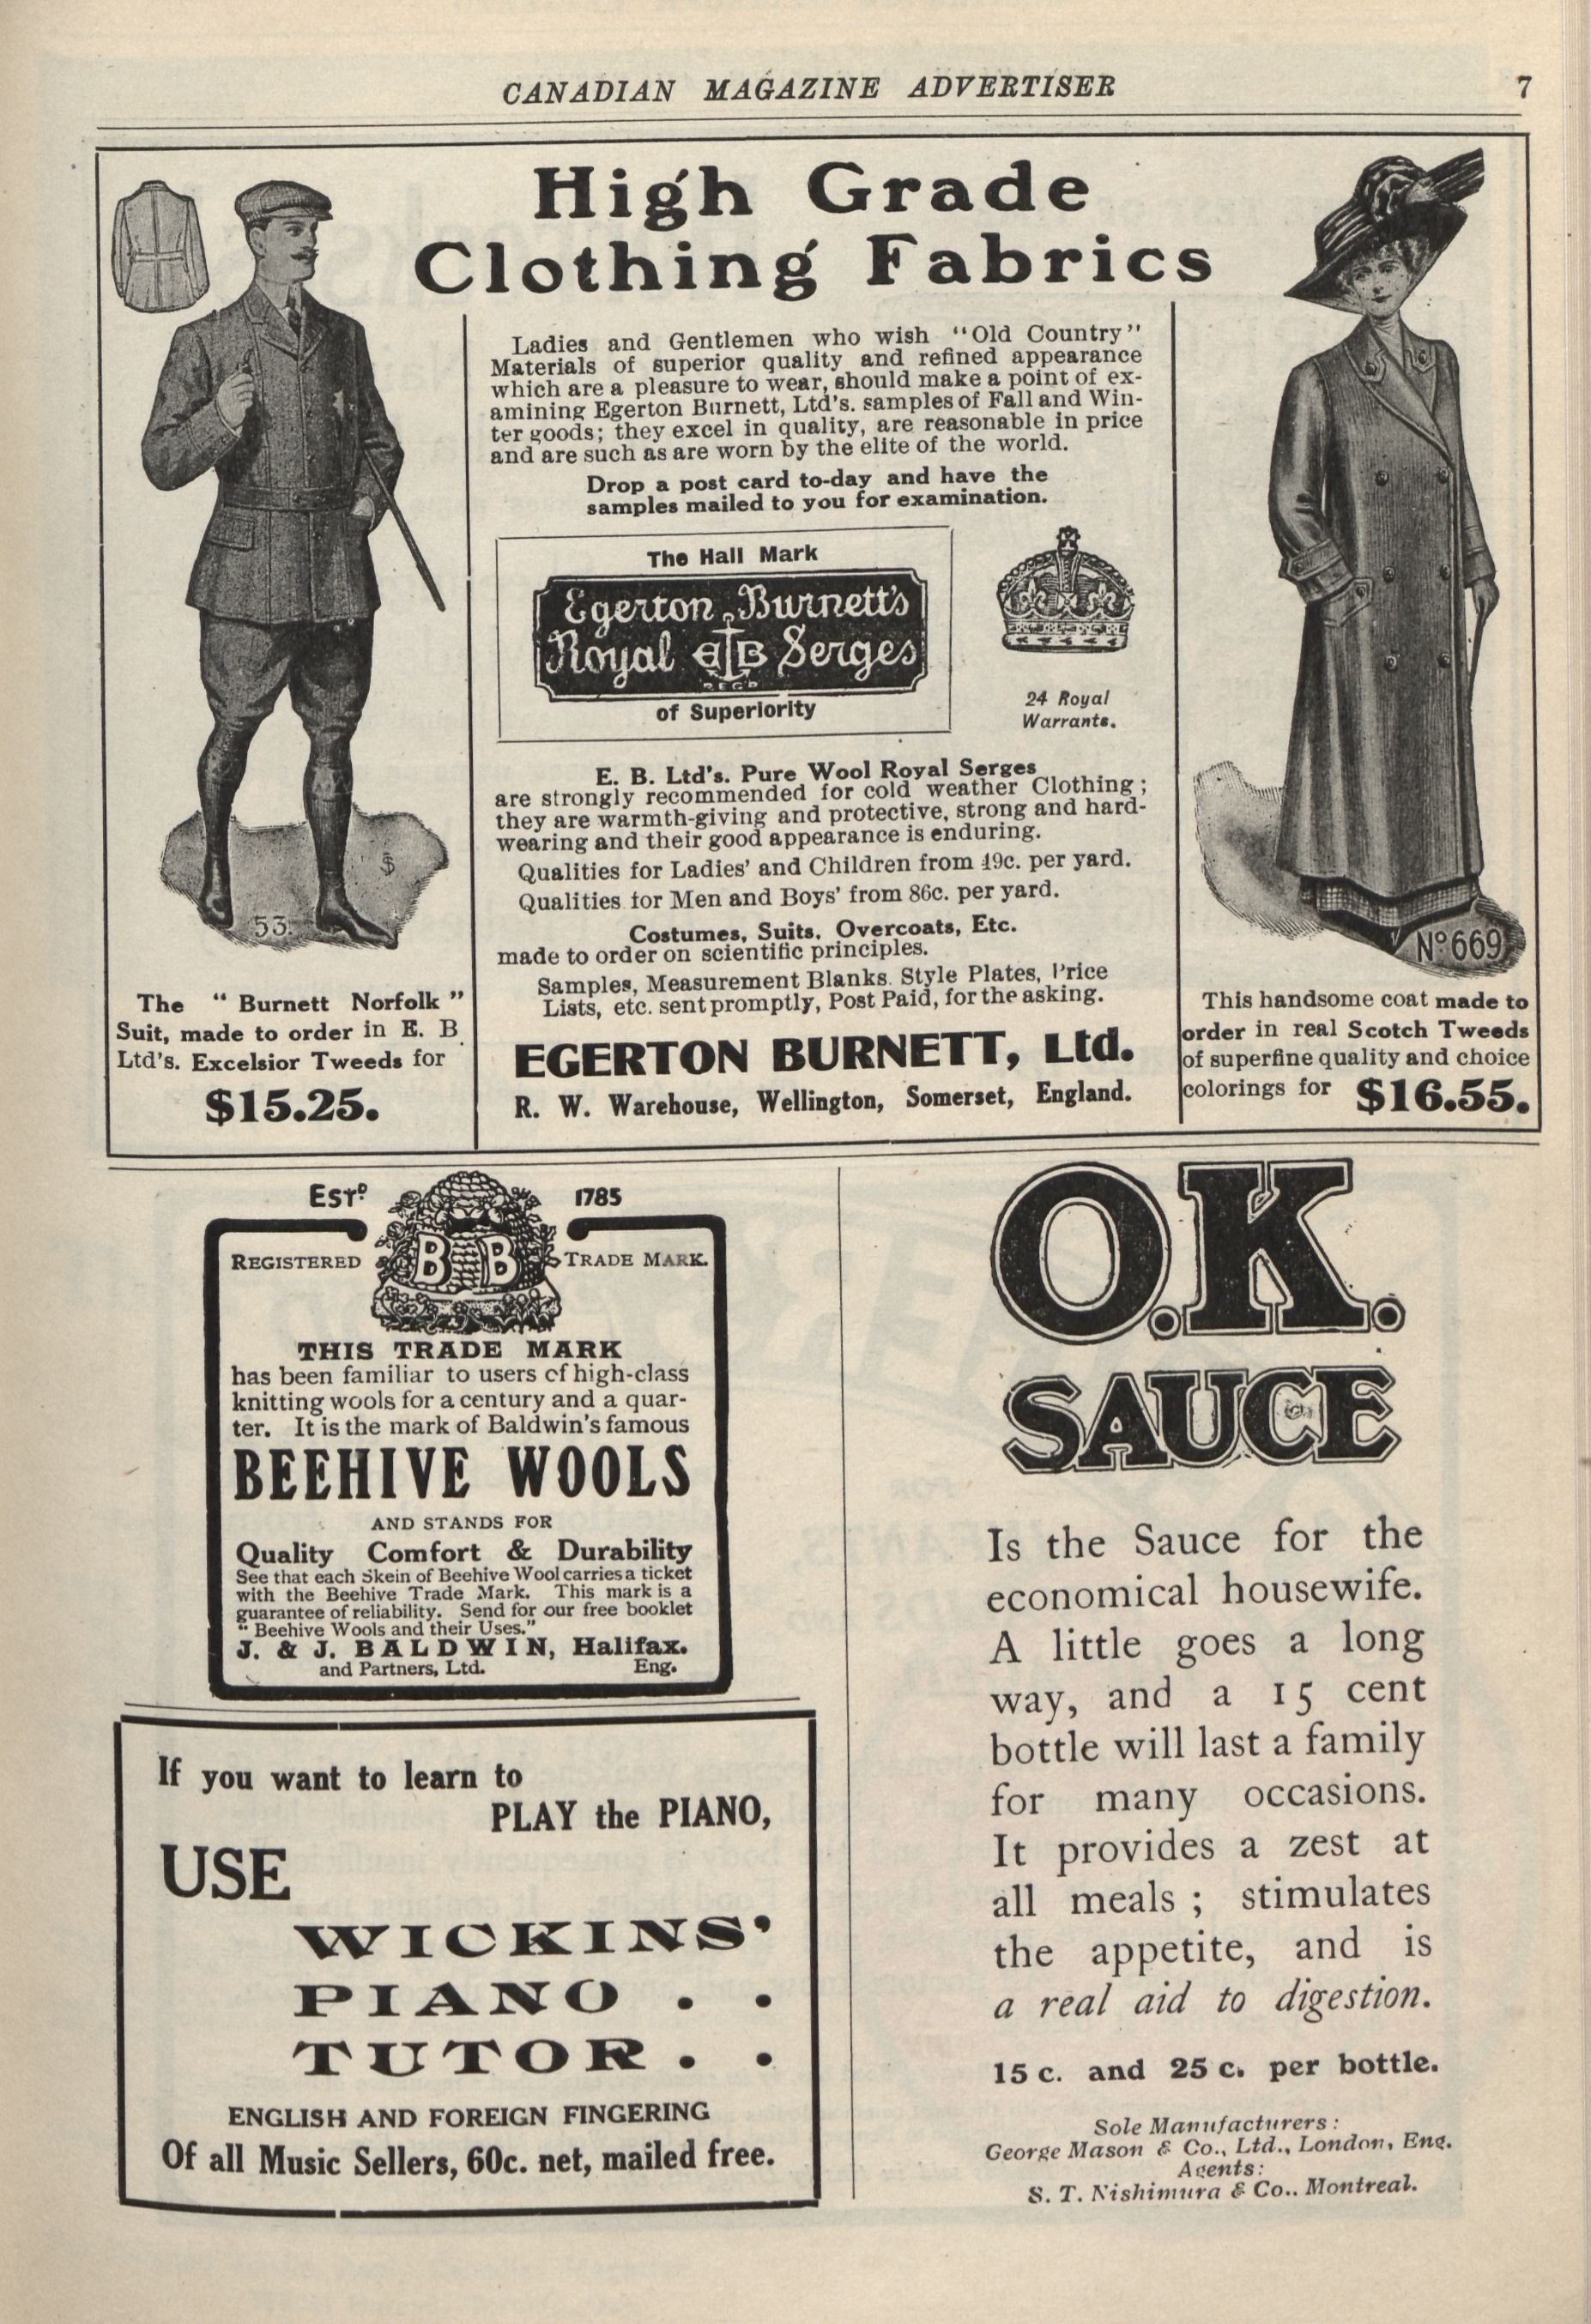 CANADIAN MAGAZINE ADVERTISER
7
High Grade
Clothing Fabrics
Ladies and Gentlemen who wish "Old Country"
Materials of superior quality and refined appearance
which are a pleasure to wear, should make a point of ex-
amining Egerton Burnett, Ltd's. samples of Fall and Win-
ter goods; they excel in quality, are reasonable in price
and are such as are worn by the elite of the world.
Drop a post card to-day and have the
samples mailed to you for examination.
The Hall Mark
Egerton Burnett's
Royal EB Serges
REGD
of Superiority
24 Royal
Warrants.
E. B. Ltd's. Pure Wool Royal Serges
are strongly recommended for cold weather Clothing;
they are warmth-giving and protective, strong and hard-
wearing and their good appearance is enduring.
Qualities for Ladies' and Children from 49c. per yard.
Qualities for Men and Boys' from 86c. per yard.
Costumes, Suits. Overcoats, Etc.
made to order on scientific principles.
Samples, Measurement Blanks. Style Plates, Price
Lists, etc. sent promptly, Post Paid, for the asking.
EGERTON BURNETT, Ltd.
R. W. Warehouse, Wellington, Somerset, England.
$
53.
The "Burnett Norfolk"
Suit, made to order in E. B
Ltd's. Excelsior Tweeds for
$15.25.
No 669
This handsome coat made to
order in real Scotch Tweeds
of superfine quality and choice
colorings for $16.55.
ESTD 1785
REGISTERED TRADE MARK.
B B
THIS TRADE MARK
has been familiar to users of high-class
knitting wools for a century and a quar-
ter. It is the mark of Baldwin's famous
BEEHIVE WOOLS
AND STANDS FOR
Quality Comfort & Durability
See that each Skein of Beehive Wool carries a ticket
with the Beehive Trade Mark. This mark is a
guarantee of reliability. Send for our free booklet
"Beehive Wools and their Uses."
J. & J. BALDWIN, Halifax.
and Partners, Ltd. Eng.
If you want to learn to
PLAY the PIANO,
USE
WICKINS'
PIANO . .
TUTOR . .
ENGLISH AND FOREIGN FINGERING
Of all Music Sellers, 60c. net, mailed free.
O.K.
SAUCE
Is the Sauce for the
economical housewife.
A little goes a long
way, and a 15 cent
bottle will last a family
for many occasions.
It provides a zest at
all meals; stimulates
the appetite, and is
a real aid to digestion.
15 c. and 25 c. per bottle.
Sole Manufacturers:
George Mason & Co., Ltd., London, Eng.
Agents:
S. T. Nishimura & Co.. Montreal.